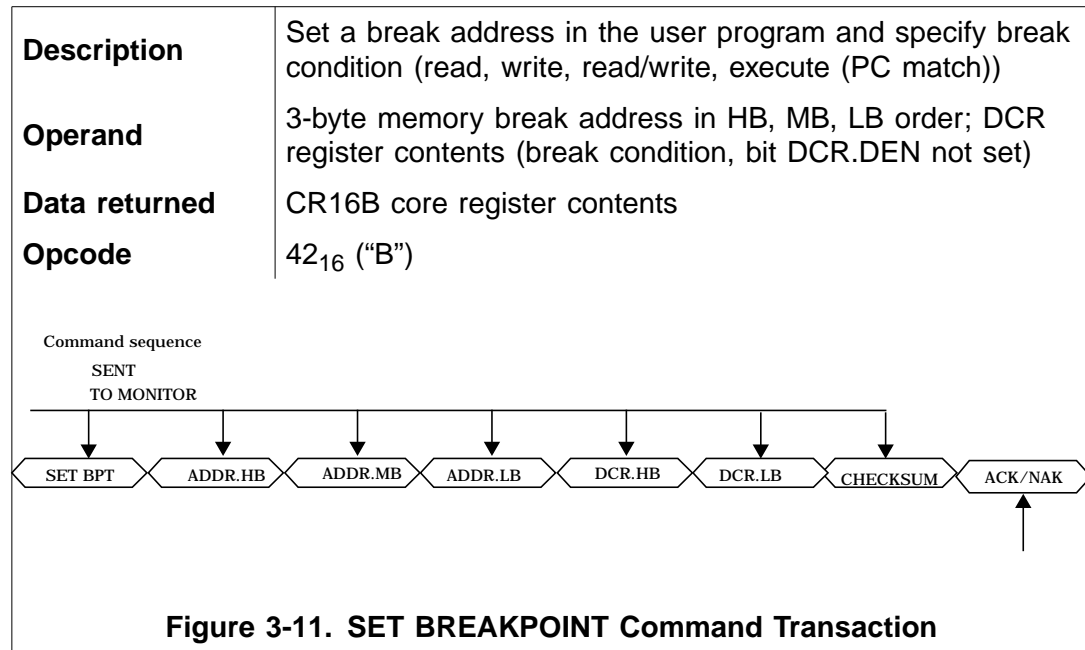 Description
Set a break address in the user program and specify break
condition (read, write, read/write, execute (PC match))
Operand
3-byte memory break address in HB, MB, LB order; DCR
register contents (break condition, bit DCR.DEN not set)
Data returned
CR16B core register contents
Opcode
42₁₆ (“B”)
Command sequence
SENT
TO MONITOR
SET BPT
ADDR.HB
ADDR.MB
ADDR.LB
DCR.HB
DCR.LB
CHECKSUM
ACK/NAK
Figure 3-11. SET BREAKPOINT Command Transaction